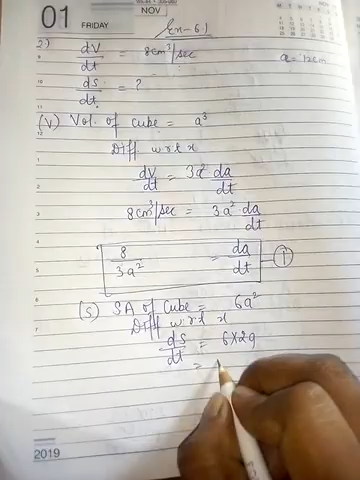 01 FRIDAY NOV
Ex-6.1
2) dV/dt = 8cm³/sec a = 12cm
ds/dt = ?
(V) Vol. of Cube = a³
Diff w r t x
dV/dt = 3a² da/dt
8cm³/sec = 3a² da/dt
8/3a² = da/dt — ①
(S) SA of Cube = 6a²
Diff w r t x
ds/dt = 6×2a
=
2019